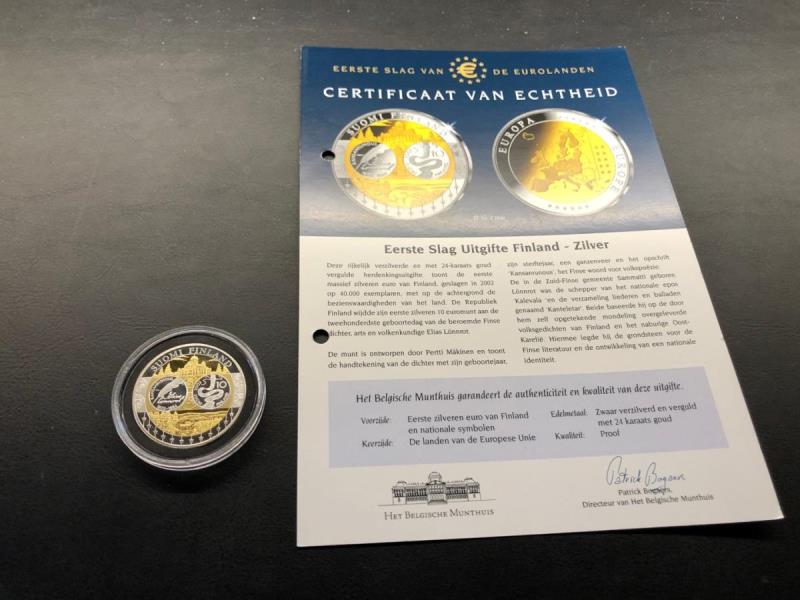 EERSTE SLAG VAN € DE EUROLANDEN
CERTIFICAAT VAN ECHTHEID
SUOMI FINLAND
10
EUROPA
EUROPE
Eerste Slag Uitgifte Finland - Zilver
Deze rijkelijk verzilverde en met 24-karaats goud
vergulde herdenkingsuitgifte toont de eerste
massief zilveren euro van Finland, geslagen in 2002
op 40.000 exemplaren, met op de achtergrond de
bezienswaardigheden van het land. De Republiek
Finland wijdde zijn eerste zilveren 10 euromunt aan de
tweehonderdste geboortedag van de beroemde Finse
dichter, arts en volkenkundige Elias Lönnrot.
De munt is ontworpen door Pertti Mäkinen en toont
de handtekening van de dichter met zijn geboortejaar,
zijn sterftejaar, een ganzenveer en het opschrift
'Kansanrunous', het Finse woord voor volkspoëzie.
De in de Zuid-Finse gemeente Sammatti geboren
Lönnrot was de schepper van het nationale epos
'Kalevala' en de verzameling liederen en balladen
genaamd 'Kanteletar'. Beide baseerde hij op de door
hem zelf opgetekende mondeling overgeleverde
volksgedichten van Finland en het naburige Oost-
Karelië. Hiermee legde hij de grondsteen voor de
Finse literatuur en de ontwikkeling van een nationale
identiteit.
Het Belgische Munthuis garandeert de authenticiteit en kwaliteit van deze uitgifte.
Voorzijde: Eerste zilveren euro van Finland
en nationale symbolen
Keerzijde: De landen van de Europese Unie
Edelmetaal: Zwaar verzilverd en verguld
met 24 karaats goud
Kwaliteit: Proof
HET BELGISCHE MUNTHUIS
Patrick Bogaers,
Directeur van Het Belgische Munthuis
SUOMI FINLAND
10